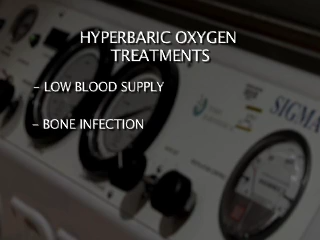 HYPERBARIC OXYGEN
TREATMENTS
- LOW BLOOD SUPPLY
- BONE INFECTION
SIGMA